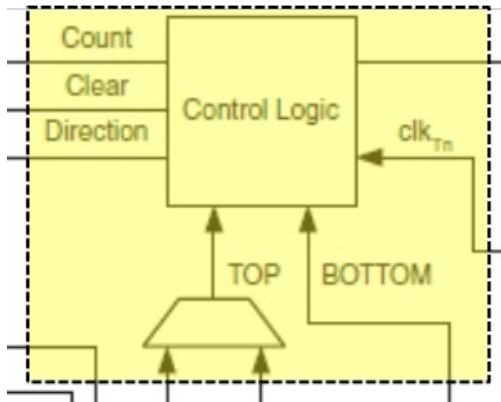 Count
Clear
Direction
Control Logic
clkTn
TOP
BOTTOM